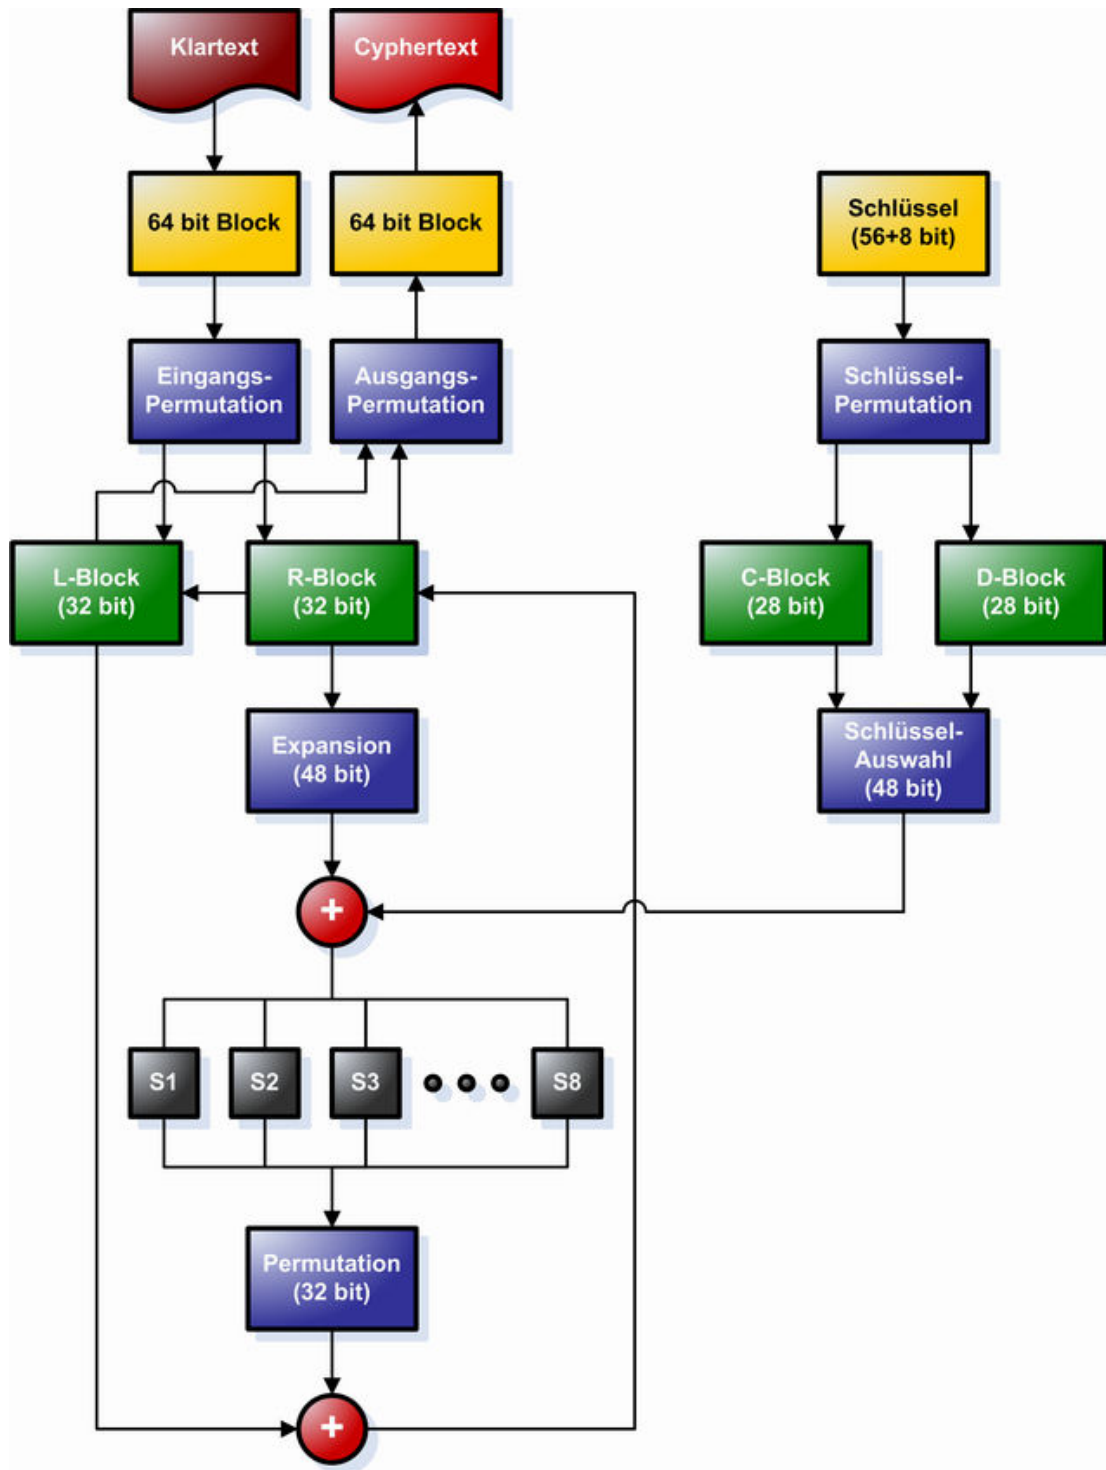 Klartext
Cyphertext
64 bit Block
64 bit Block
Schlüssel
(56+8 bit)
Eingangs-
Permutation
Ausgangs-
Permutation
Schlüssel-
Permutation
L-Block
(32 bit)
R-Block
(32 bit)
C-Block
(28 bit)
D-Block
(28 bit)
Expansion
(48 bit)
Schlüssel-
Auswahl
(48 bit)
+
S1
S2
S3
S8
Permutation
(32 bit)
+